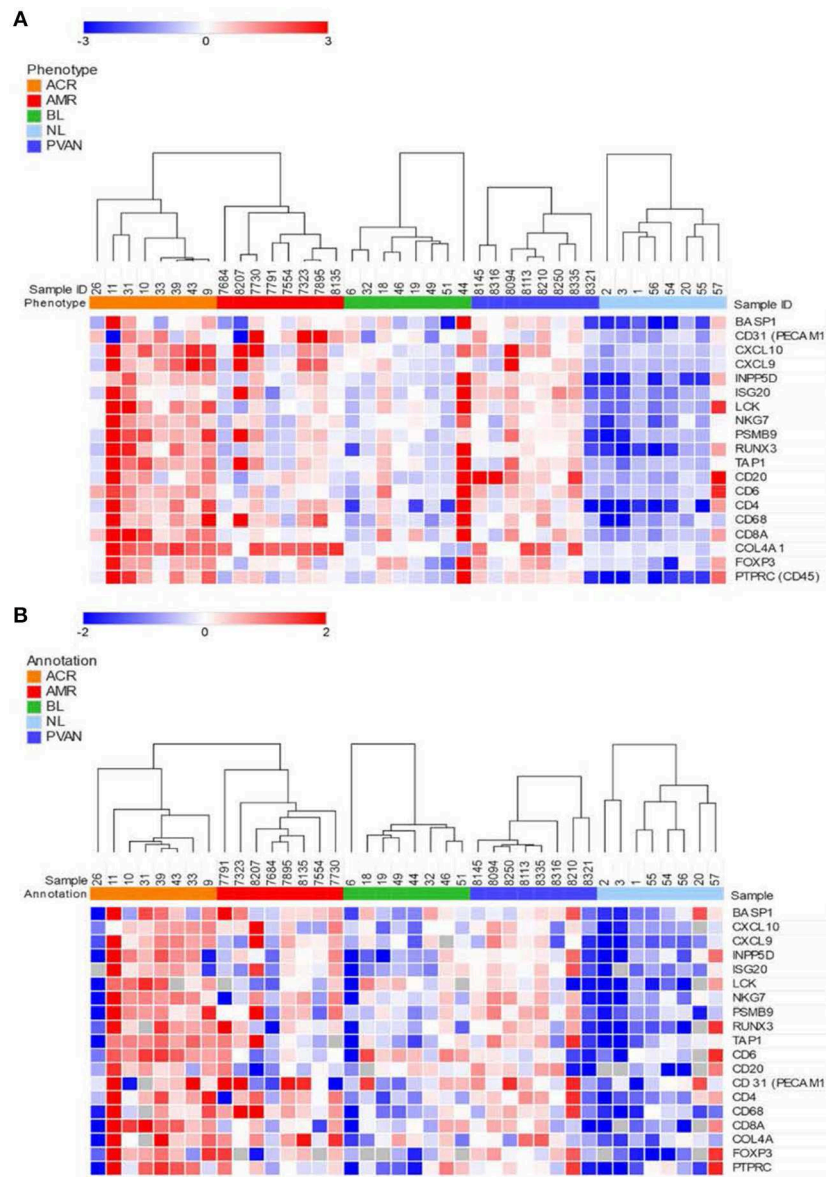 A
-3 0 3
Phenotype
ACR
AMR
BL
NL
PVAN
26 11 31 10 33 39 43 9 7684 8207 7730 7791 7554 7323 7895 8135 6 32 18 46 19 49 51 44 8145 8316 8094 8113 8210 8250 8335 8321 2 3 1 56 54 20 55 57
Sample ID Sample ID
Phenotype
BASP1
CD31 (PECAM1
CXCL10
CXCL9
INPP5D
ISG20
LCK
NKG7
PSMB9
RUNX3
TAP1
CD20
CD6
CD4
CD68
CD8A
COL4A1
FOXP3
PTPRC (CD45)
B
-2 0 2
Annotation
ACR
AMR
BL
NL
PVAN
26 11 10 31 39 43 33 9 7791 7323 8207 7684 7895 8135 7554 7730 6 18 19 49 44 32 46 51 8145 8094 8250 8113 8335 8316 8210 8321 2 3 1 55 54 56 20 57
Sample Sample
Annotation
BASP1
CXCL10
CXCL9
INPP5D
ISG20
LCK
NKG7
PSMB9
RUNX3
TAP1
CD6
CD20
CD 31 (PECAM1
CD4
CD68
CD8A
COL4A
FOXP3
PTPRC